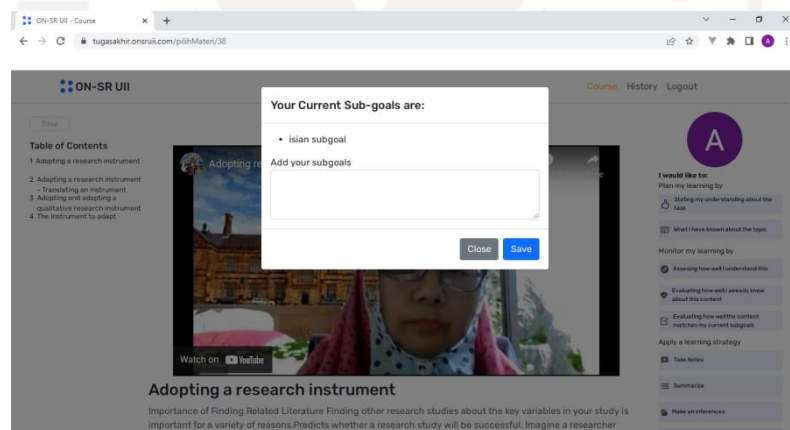 ON-SR UII - Course
tugasakhir.onsruii.com/pilihMateri/38
A
ON-SR UII
Course History Logout
Your Current Sub-goals are:
• isian subgoal
Add your subgoals
Close Save
Time
Table of Contents
1 Adopting a research instrument
2 Adapting a research instrument
- Translating an instrument
3 Adopting and adapting a
qualitative research instrument
4 The instrument to adapt
Adopting re
Watch on YouTube
Adopting a research instrument
Importance of Finding Related Literature Finding other research studies about the key variables in your study is
important for a variety of reasons.Predicts whether a research study will be successful. Imagine a researcher
A
I would like to:
Plan my learning by
Stating my understanding about the
task
What I have known about the topic
Monitor my learning by
Assessing how well I understand this
Evaluating how well I already know
about this content
Evaluating how well the content
matches my current subgoals
Apply a learning strategy
Take Notes
Summarize
Make an inferences